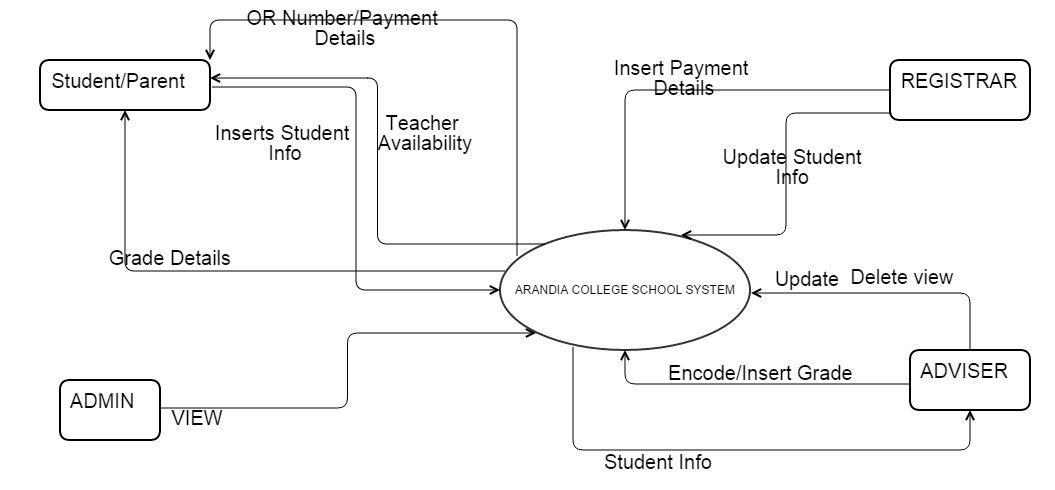 OR Number/Payment
Details
Student/Parent
Insert Payment
Details
REGISTRAR
Inserts Student
Info
Teacher
Availability
Update Student
Info
Grade Details
ARANDIA COLLEGE SCHOOL SYSTEM
Update Delete view
ADMIN
VIEW
Encode/Insert Grade
ADVISER
Student Info